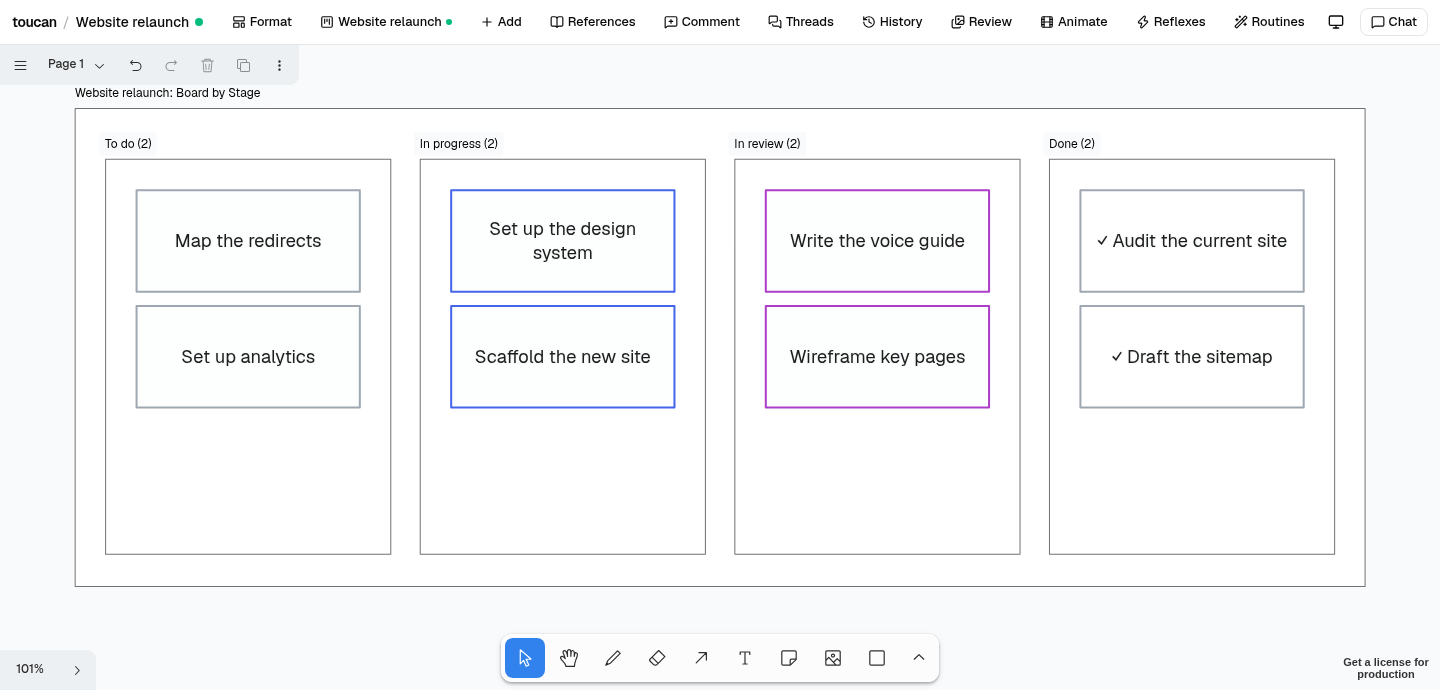 toucan / Website relaunch
Format
Website relaunch
Add
References
Comment
Threads
History
Review
Animate
Reflexes
Routines
Chat
Page 1
Website relaunch: Board by Stage
To do (2)
In progress (2)
In review (2)
Done (2)
Map the redirects
Set up the design
system
Write the voice guide
✓ Audit the current site
Set up analytics
Scaffold the new site
Wireframe key pages
✓ Draft the sitemap
101%
Get a license for
production